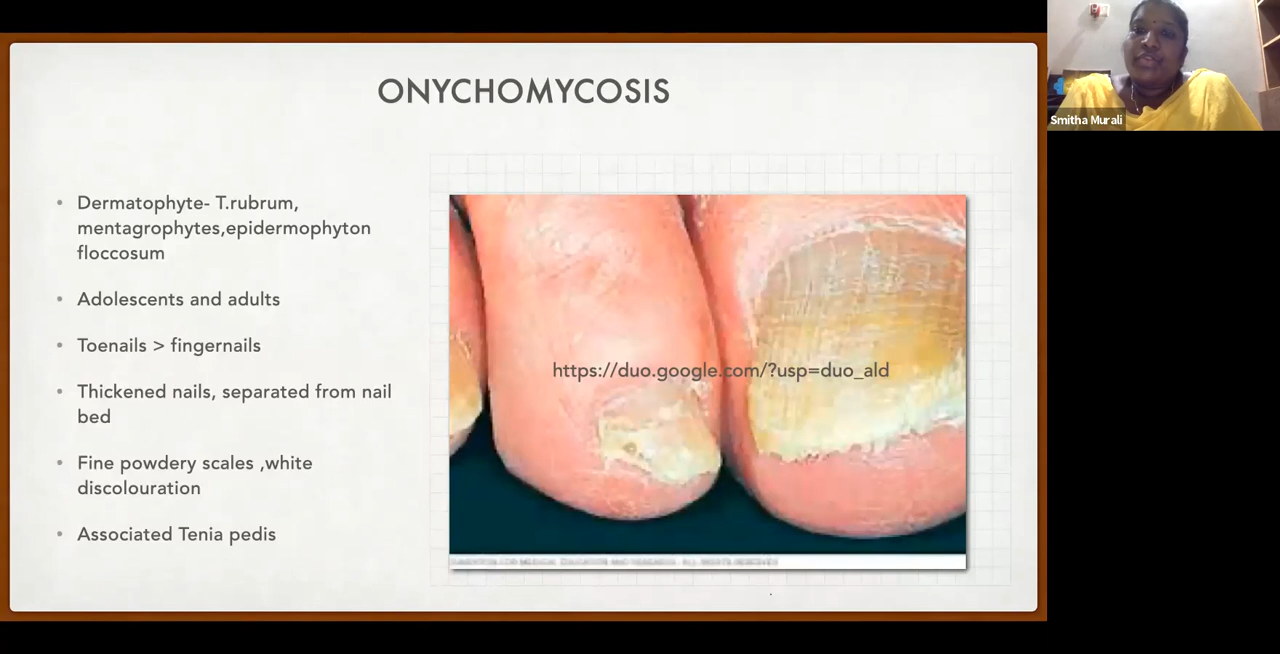 ONYCHOMYCOSIS
Dermatophyte- T.rubrum,
mentagrophytes,epidermophyton
floccosum
Adolescents and adults
Toenails > fingernails
Thickened nails, separated from nail
bed
Fine powdery scales ,white
discolouration
Associated Tenia pedis
https://duo.google.com/?usp=duo_ald
Smitha Murali